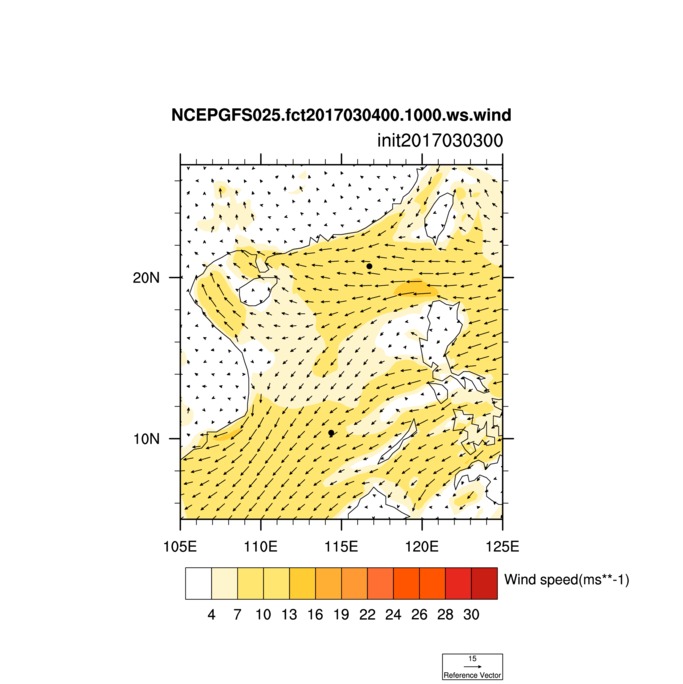 NCEPGFS025.fct2017030400.1000.ws.wind
init2017030300
20N
10N
105E 110E 115E 120E 125E
Wind speed(ms**-1)
4 7 10 13 16 19 22 24 26 28 30
15
Reference Vector